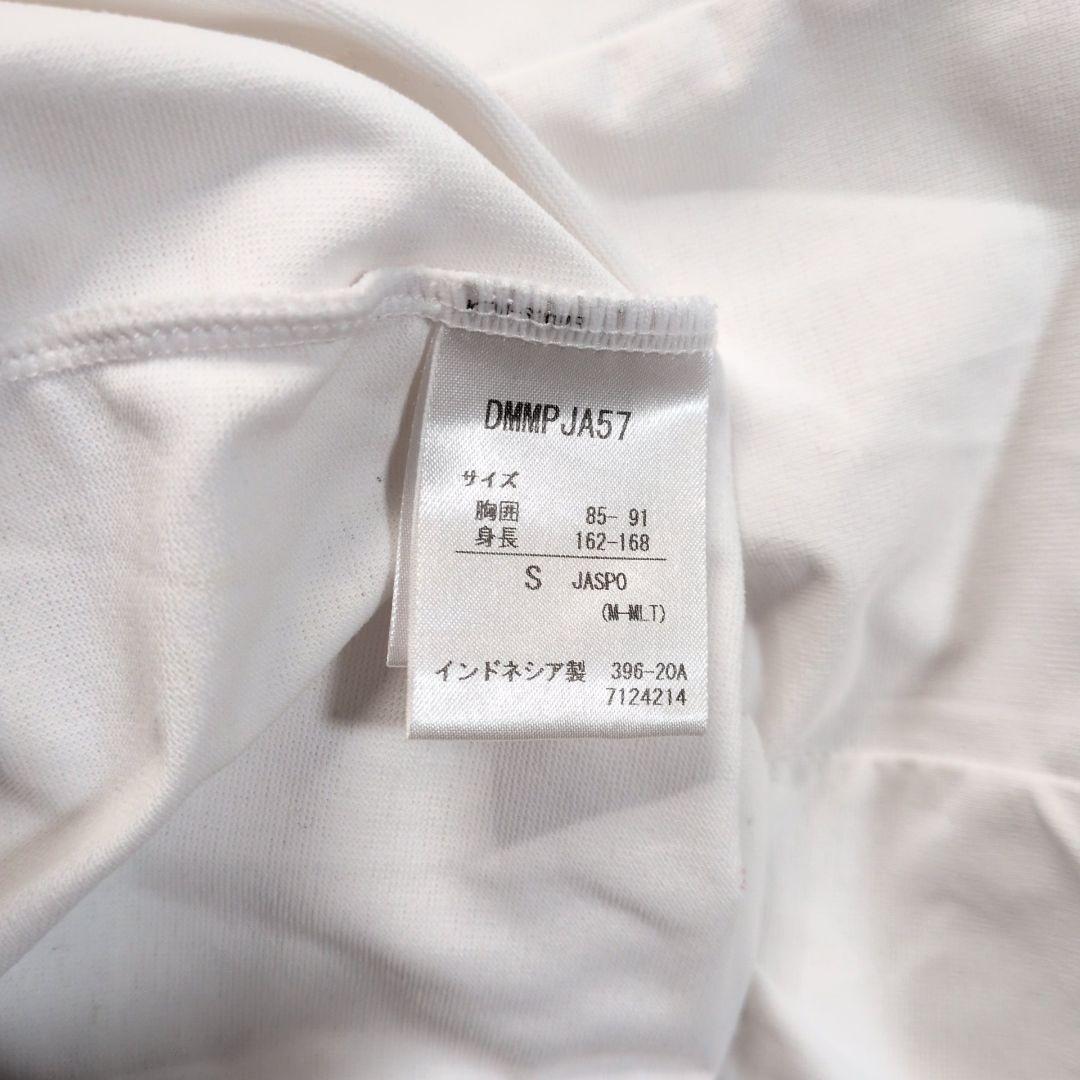 DMMPJA57
サイズ
胸囲 85- 91
身長 162-168
S JASPO
(M-MLT)
インドネシア製 396-20A
7124214